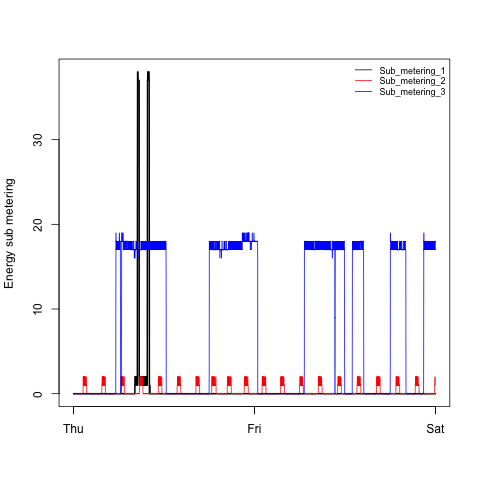 Sub_metering_1
Sub_metering_2
Sub_metering_3
Energy sub metering
30
20
10
0
Thu Fri Sat